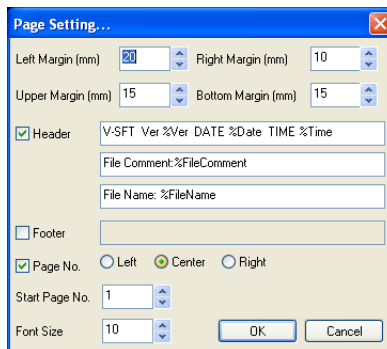 Page Setting...
Left Margin (mm) 20 Right Margin (mm) 10
Upper Margin (mm) 15 Bottom Margin (mm) 15
Header V-SFT Ver %Ver DATE %Date TIME %Time
File Comment:%FileComment
File Name: %FileName
Footer
Page No. Left Center Right
Start Page No. 1
Font Size 10 OK Cancel